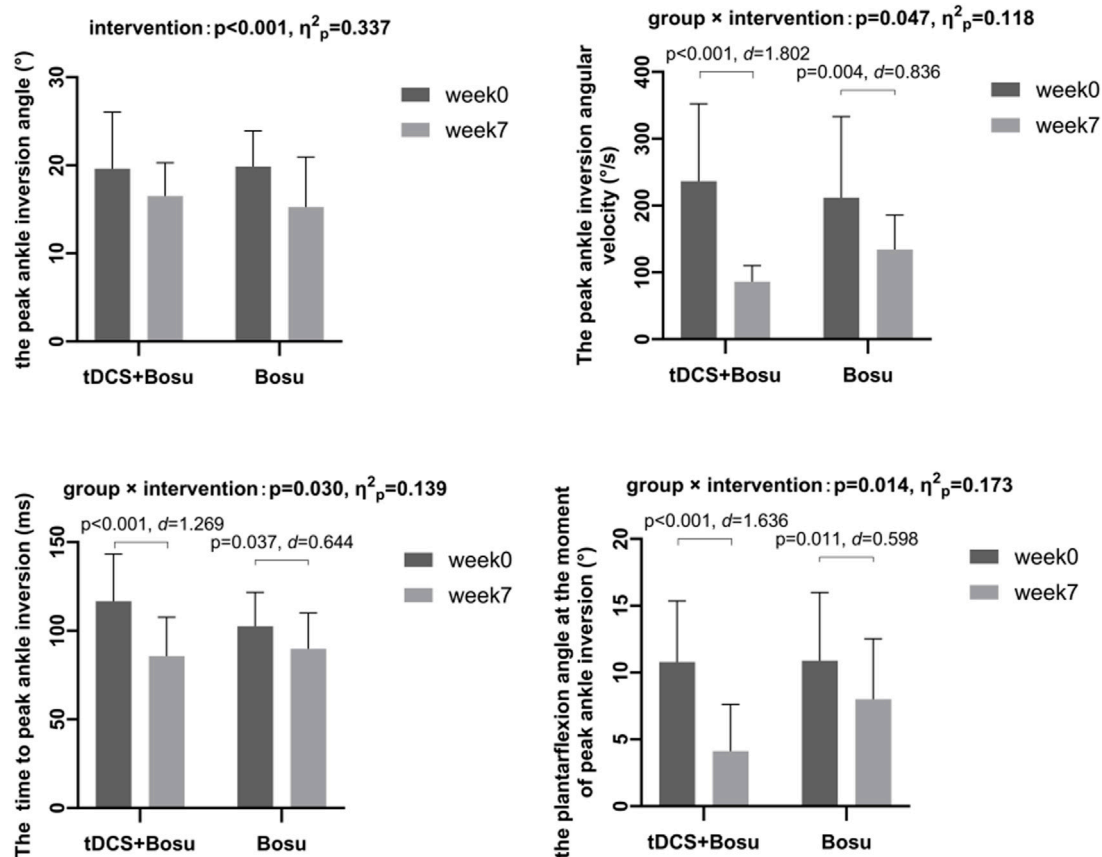 intervention:p<0.001, η²ₚ=0.337
the peak ankle inversion angle (°)
30
20
10
0
tDCS+Bosu
Bosu
week0
week7
group × intervention:p=0.047, η²ₚ=0.118
p<0.001, d=1.802
p=0.004, d=0.836
The peak ankle inversion angular
velocity (°/s)
400
300
200
100
0
tDCS+Bosu
Bosu
week0
week7
group × intervention:p=0.030, η²ₚ=0.139
p<0.001, d=1.269
p=0.037, d=0.644
The time to peak ankle inversion (ms)
150
100
50
0
tDCS+Bosu
Bosu
week0
week7
group × intervention:p=0.014, η²ₚ=0.173
p<0.001, d=1.636
p=0.011, d=0.598
the plantarflexion angle at the moment
of peak ankle inversion (°)
20
15
10
5
0
tDCS+Bosu
Bosu
week0
week7